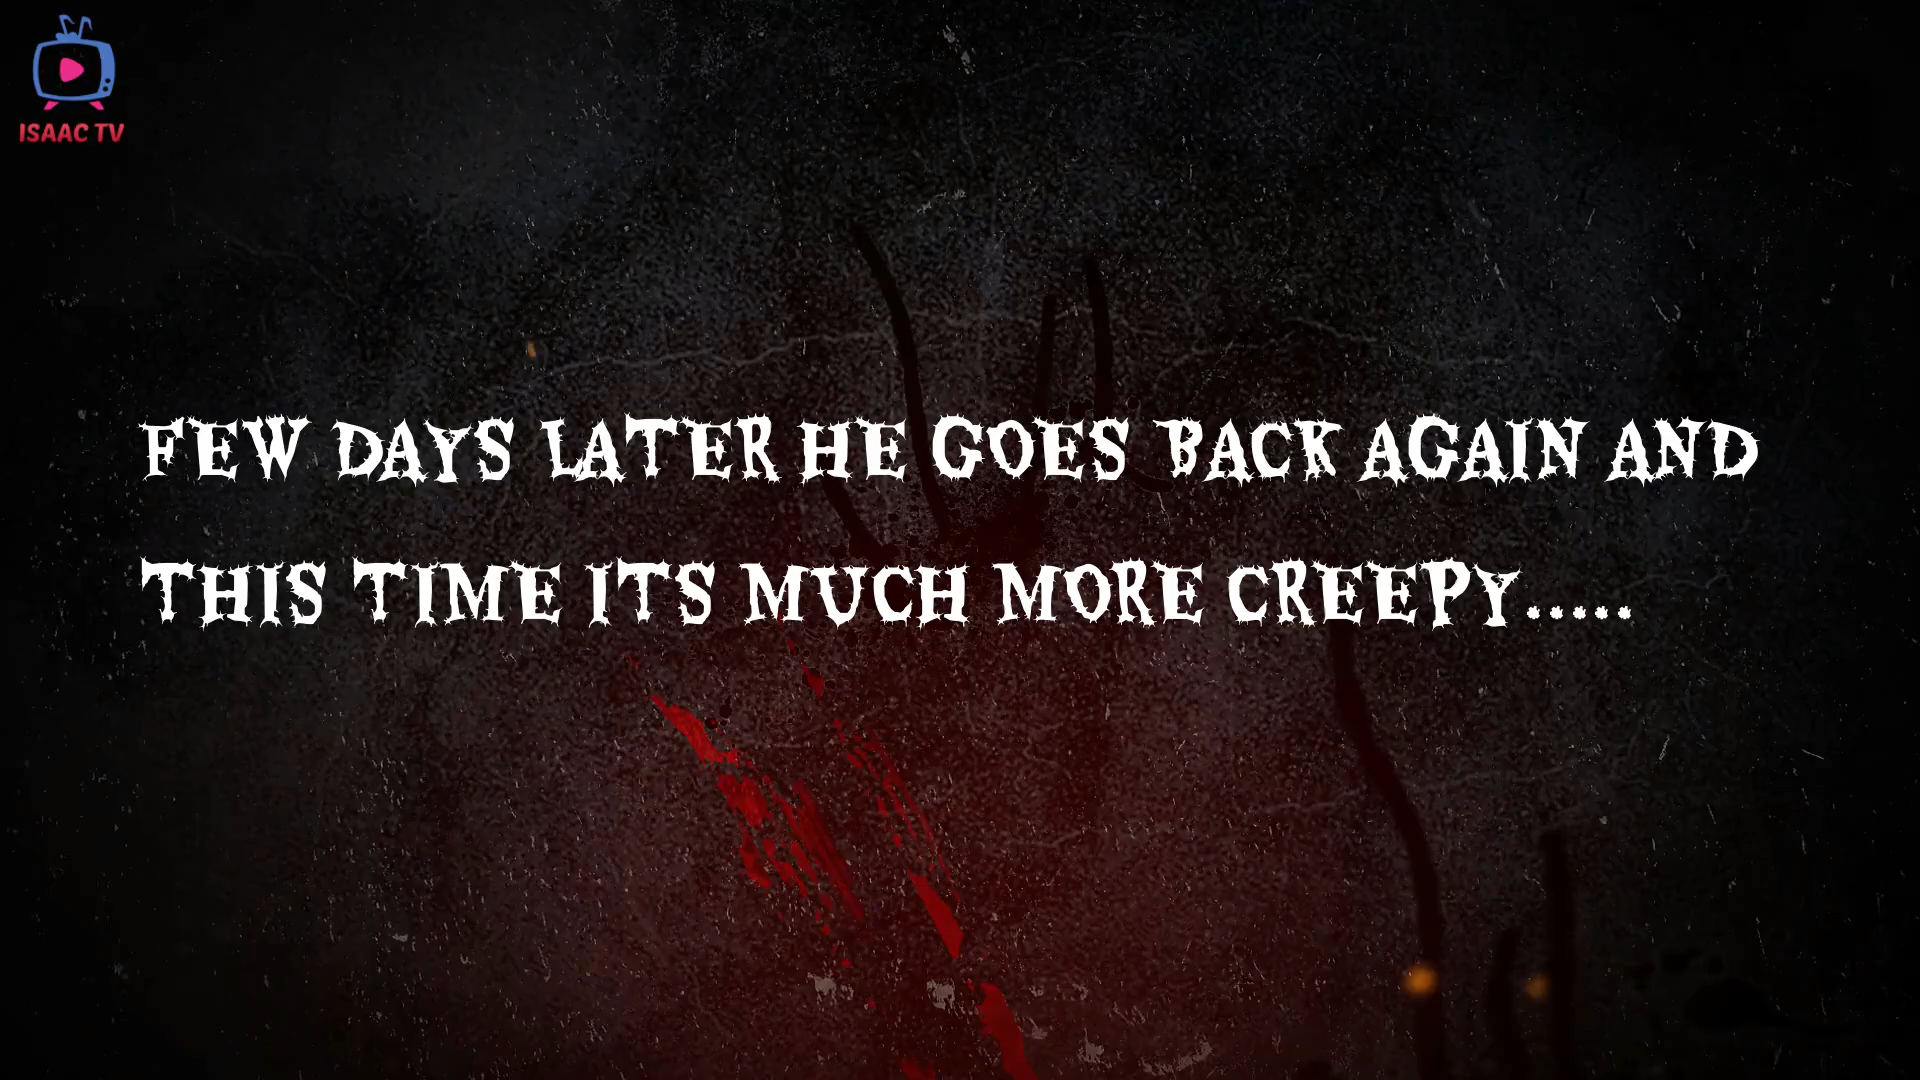 ISAAC TV
FEW DAYS LATER HE GOES BACK AGAIN AND
THIS TIME ITS MUCH MORE CREEPY.....